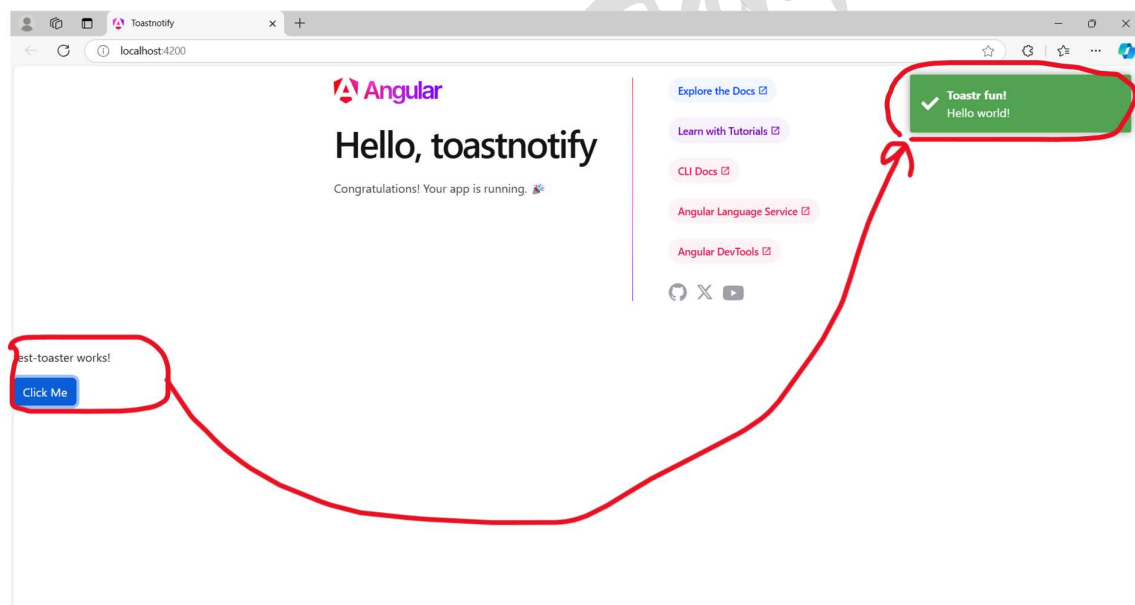 Toastnotify
localhost:4200
Angular
Hello, toastnotify
Congratulations! Your app is running.
Explore the Docs
Learn with Tutorials
CLI Docs
Angular Language Service
Angular DevTools
Toastr fun!
Hello world!
est-toaster works!
Click Me